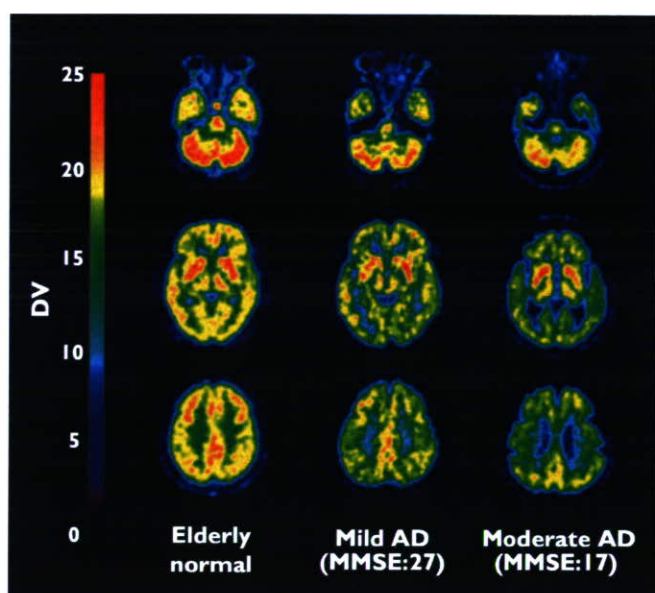 25
20
15
10
5
0
DV
Elderly
normal
Mild AD
(MMSE:27)
Moderate AD
(MMSE:17)